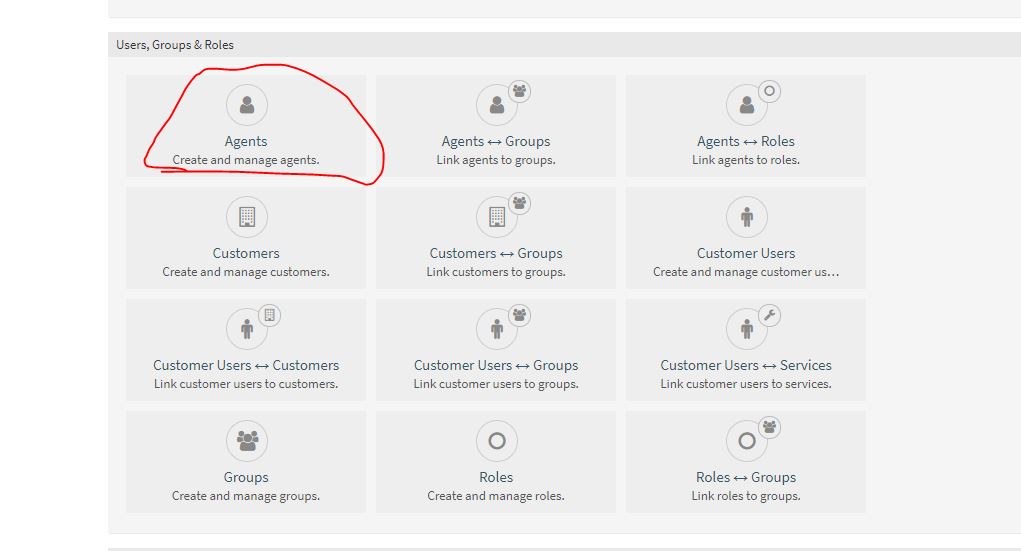 Users, Groups & Roles
Agents
Create and manage agents.
Agents ↔ Groups
Link agents to groups.
Agents ↔ Roles
Link agents to roles.
Customers
Create and manage customers.
Customers ↔ Groups
Link customers to groups.
Customer Users
Create and manage customer us…
Customer Users ↔ Customers
Link customer users to customers.
Customer Users ↔ Groups
Link customer users to groups.
Customer Users ↔ Services
Link customer users to services.
Groups
Create and manage groups.
Roles
Create and manage roles.
Roles ↔ Groups
Link roles to groups.